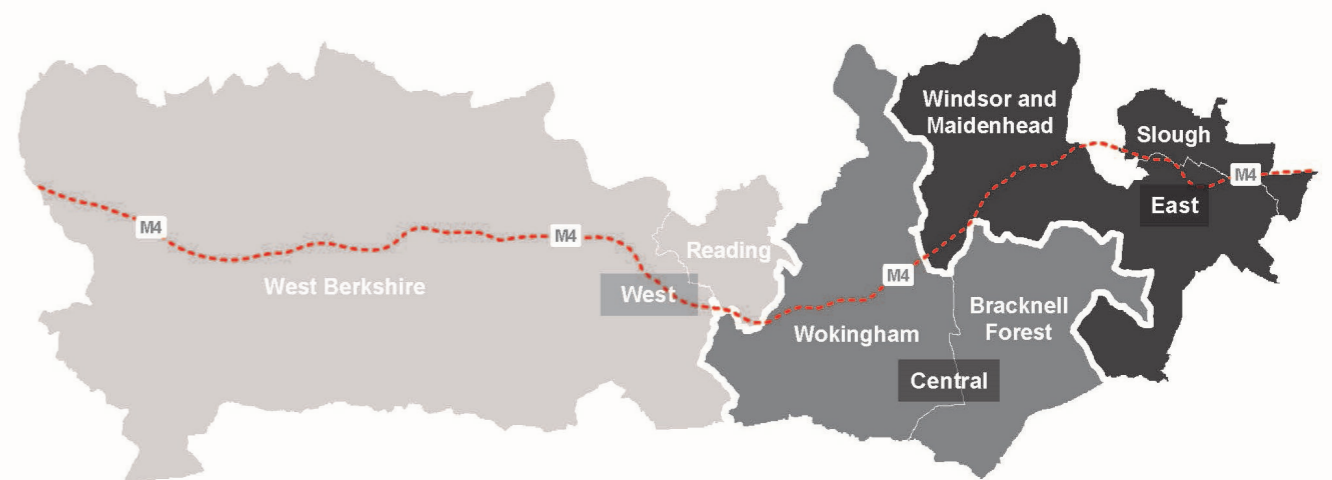 Windsor and
Maidenhead
Slough
M4
East
M4
M4
Reading
M4
West Berkshire
West
Bracknell
Forest
Wokingham
Central